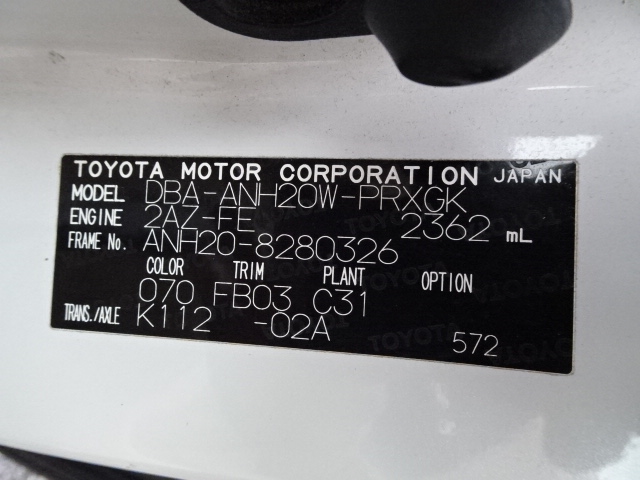 TOYOTA MOTOR CORPORATION JAPAN
MODEL DBA-ANH20W-PRXGK
ENGINE 2AZ-FE 2362 mL
FRAME No. ANH20-8280326
COLOR TRIM PLANT OPTION
070 FB03 C31
TRANS./AXLE K112 -02A
572